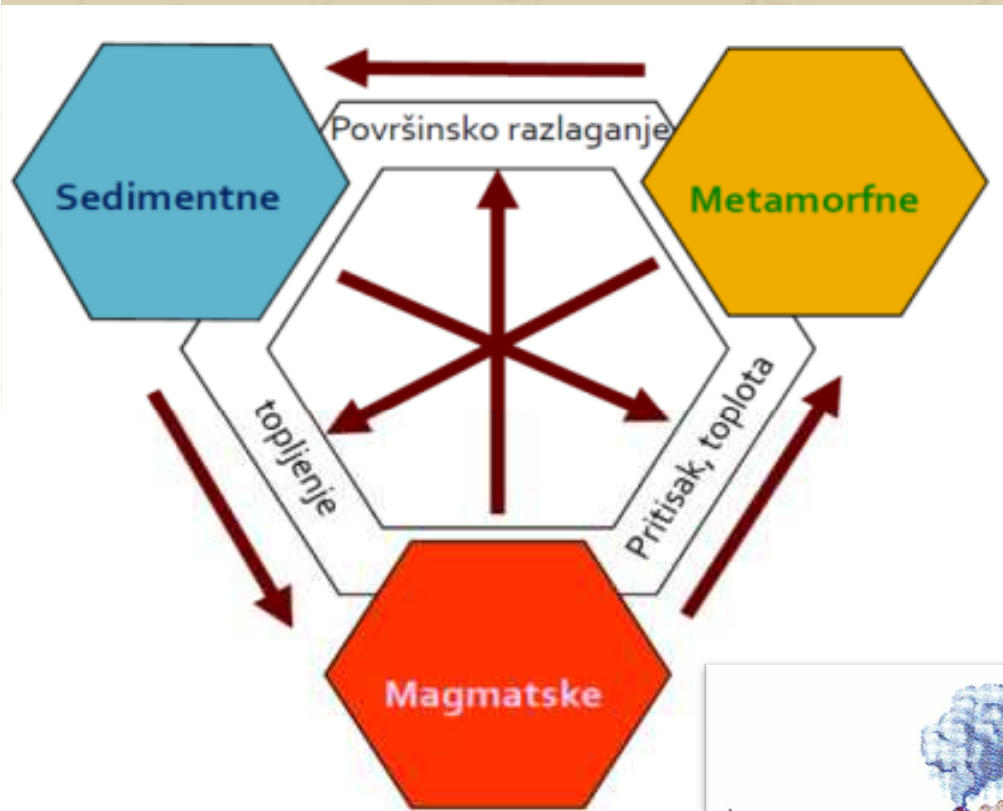 Površinsko razlaganje
Sedimentne
Metamorfne
topljenje
Pritisak, toplota
Magmatske